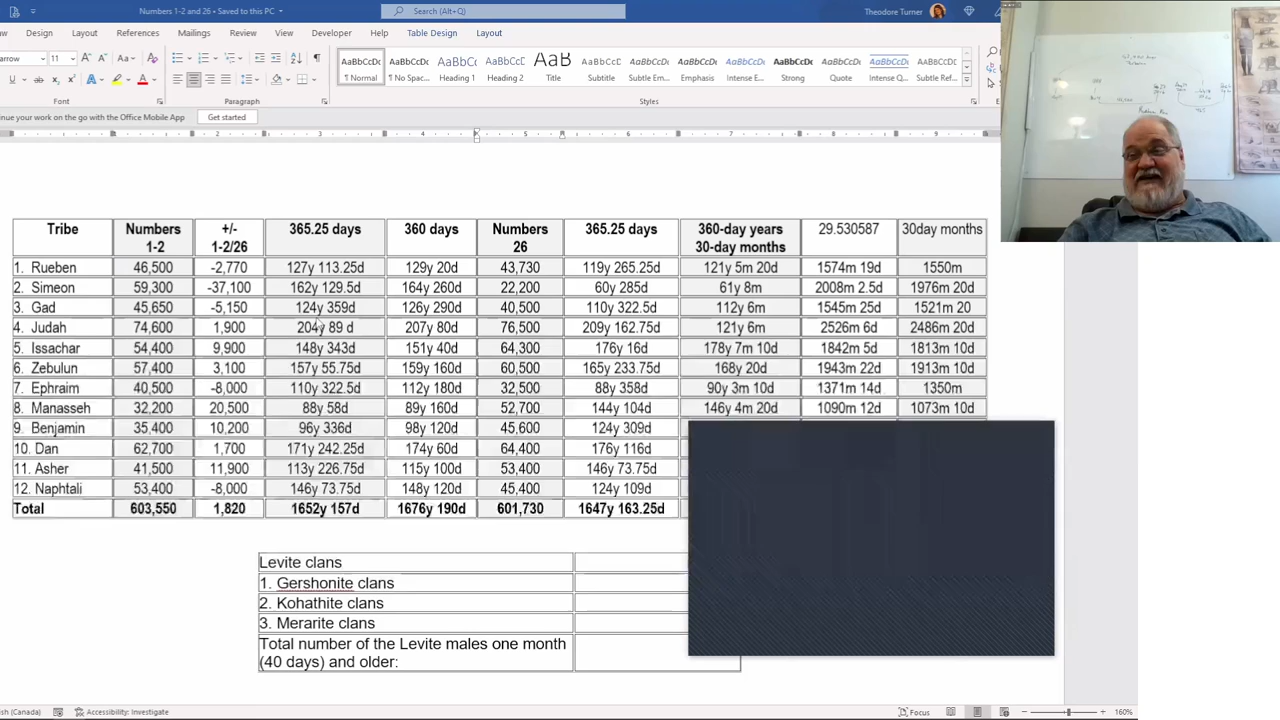 Numbers 1-2 and 26 • Saved to this PC
Search (Alt+Q)
Theodore Turner
Design Layout References Mailings Review View Developer Help Table Design Layout
11
Aa
Font
Paragraph
Styles
AaBbCcDc AaBbCcDc AaBbCc AaBbCcD AaB AaBbCcD AaBbCcDt AaBbCcDt AaBbCcDt AaBbCcDc AaBbCcDt AaBbCcDt AaBbCcDt
Normal No Spac... Heading 1 Heading 2 Title Subtitle Subtle Em... Emphasis Intense E... Strong Quote Intense Q... Subtle Ref...
nue your work on the go with the Office Mobile App Get started
Tribe Numbers 1-2 +/- 1-2/26 365.25 days 360 days Numbers 26 365.25 days 360-day years 30-day months 29.530587 30day months
1. Rueben 46,500 -2,770 127y 113.25d 129y 20d 43,730 119y 265.25d 121y 5m 20d 1574m 19d 1550m
2. Simeon 59,300 -37,100 162y 129.5d 164y 260d 22,200 60y 285d 61y 8m 2008m 2.5d 1976m 20d
3. Gad 45,650 -5,150 124y 359d 126y 290d 40,500 110y 322.5d 112y 6m 1545m 25d 1521m 20
4. Judah 74,600 1,900 204y 89 d 207y 80d 76,500 209y 162.75d 121y 6m 2526m 6d 2486m 20d
5. Issachar 54,400 9,900 148y 343d 151y 40d 64,300 176y 16d 178y 7m 10d 1842m 5d 1813m 10d
6. Zebulun 57,400 3,100 157y 55.75d 159y 160d 60,500 165y 233.75d 168y 20d 1943m 22d 1913m 10d
7. Ephraim 40,500 -8,000 110y 322.5d 112y 180d 32,500 88y 358d 90y 3m 10d 1371m 14d 1350m
8. Manasseh 32,200 20,500 88y 58d 89y 160d 52,700 144y 104d 146y 4m 20d 1090m 12d 1073m 10d
9. Benjamin 35,400 10,200 96y 336d 98y 120d 45,600 124y 309d
10. Dan 62,700 1,700 171y 242.25d 174y 60d 64,400 176y 116d
11. Asher 41,500 11,900 113y 226.75d 115y 100d 53,400 146y 73.75d
12. Naphtali 53,400 -8,000 146y 73.75d 148y 120d 45,400 124y 109d
Total 603,550 1,820 1652y 157d 1676y 190d 601,730 1647y 163.25d
Levite clans
1. Gershonite clans
2. Kohathite clans
3. Merarite clans
Total number of the Levite males one month
(40 days) and older:
sh (Canada) Accessibility: Investigate Focus 160%